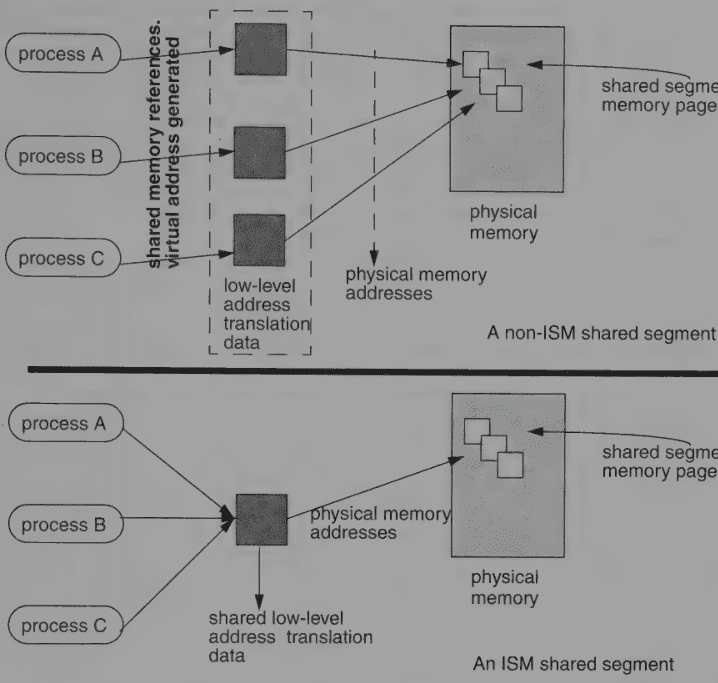 process A
process B
process C
shared memory references.
virtual address generated
low-level
address
translation
data
physical memory
addresses
physical
memory
shared segme
memory page
A non-ISM shared segment
process A
process B
process C
shared low-level
address translation
data
physical memory
addresses
physical
memory
shared segme
memory page
An ISM shared segment